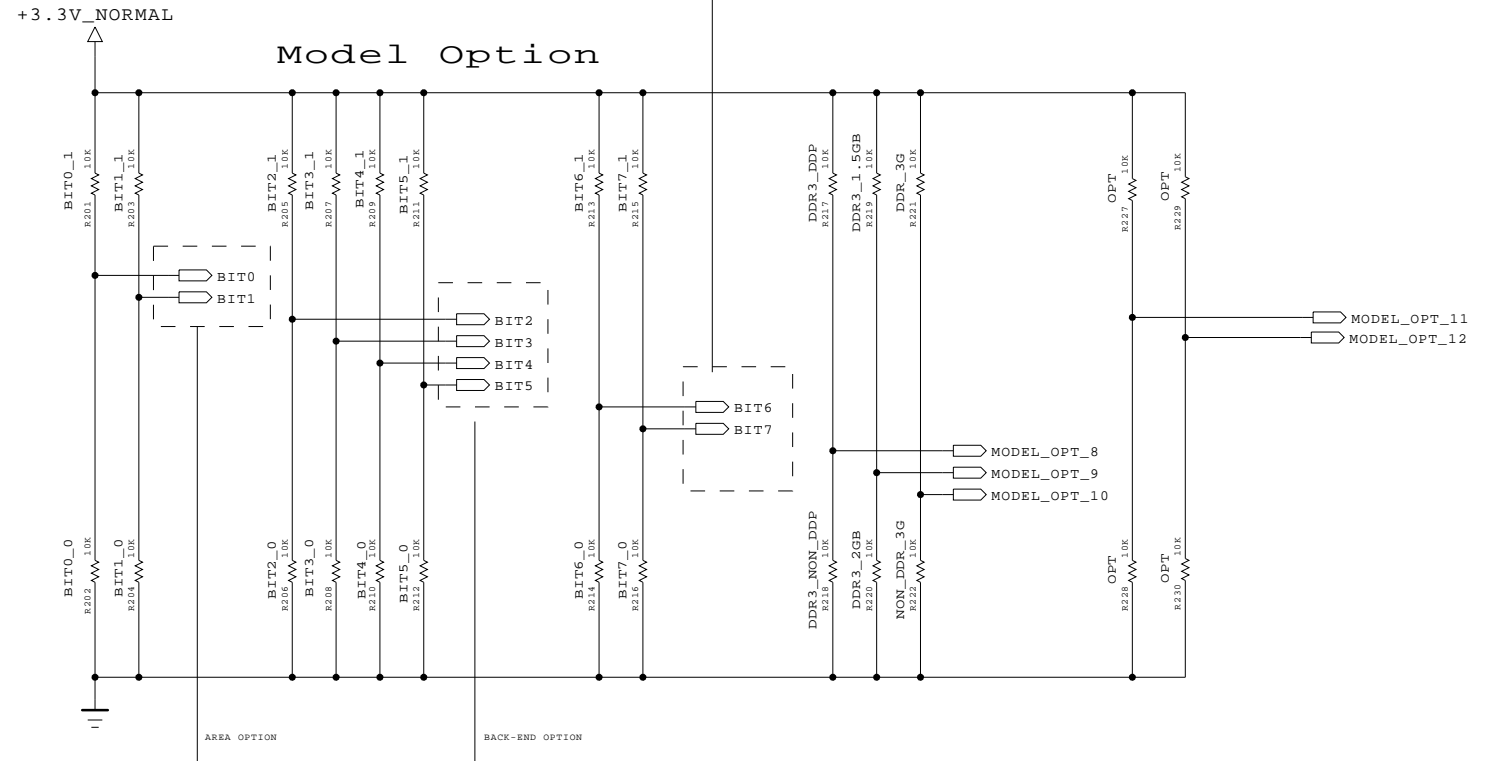 +3.3V_NORMAL
Model Option
BIT0_1 10K R201
BIT1_1 10K R203
BIT2_1 10K R205
BIT3_1 10K R207
BIT4_1 10K R209
BIT5_1 10K R211
BIT6_1 10K R213
BIT7_1 10K R215
DDR3_DDP 10K R217
DDR3_1.5GB 10K R219
DDR_3G 10K R221
OPT 10K R227
OPT 10K R229
BIT0
BIT1
BIT2
BIT3
BIT4
BIT5
MODEL_OPT_11
MODEL_OPT_12
BIT6
BIT7
MODEL_OPT_8
MODEL_OPT_9
MODEL_OPT_10
BIT0_0 10K R202
BIT1_0 10K R204
BIT2_0 10K R206
BIT3_0 10K R208
BIT4_0 10K R210
BIT5_0 10K R212
BIT6_0 10K R214
BIT7_0 10K R216
DDR3_NON_DDP 10K R218
DDR3_2GB 10K R220
NON_DDR_3G 10K R222
OPT 10K R228
OPT 10K R230
AREA OPTION
BACK-END OPTION